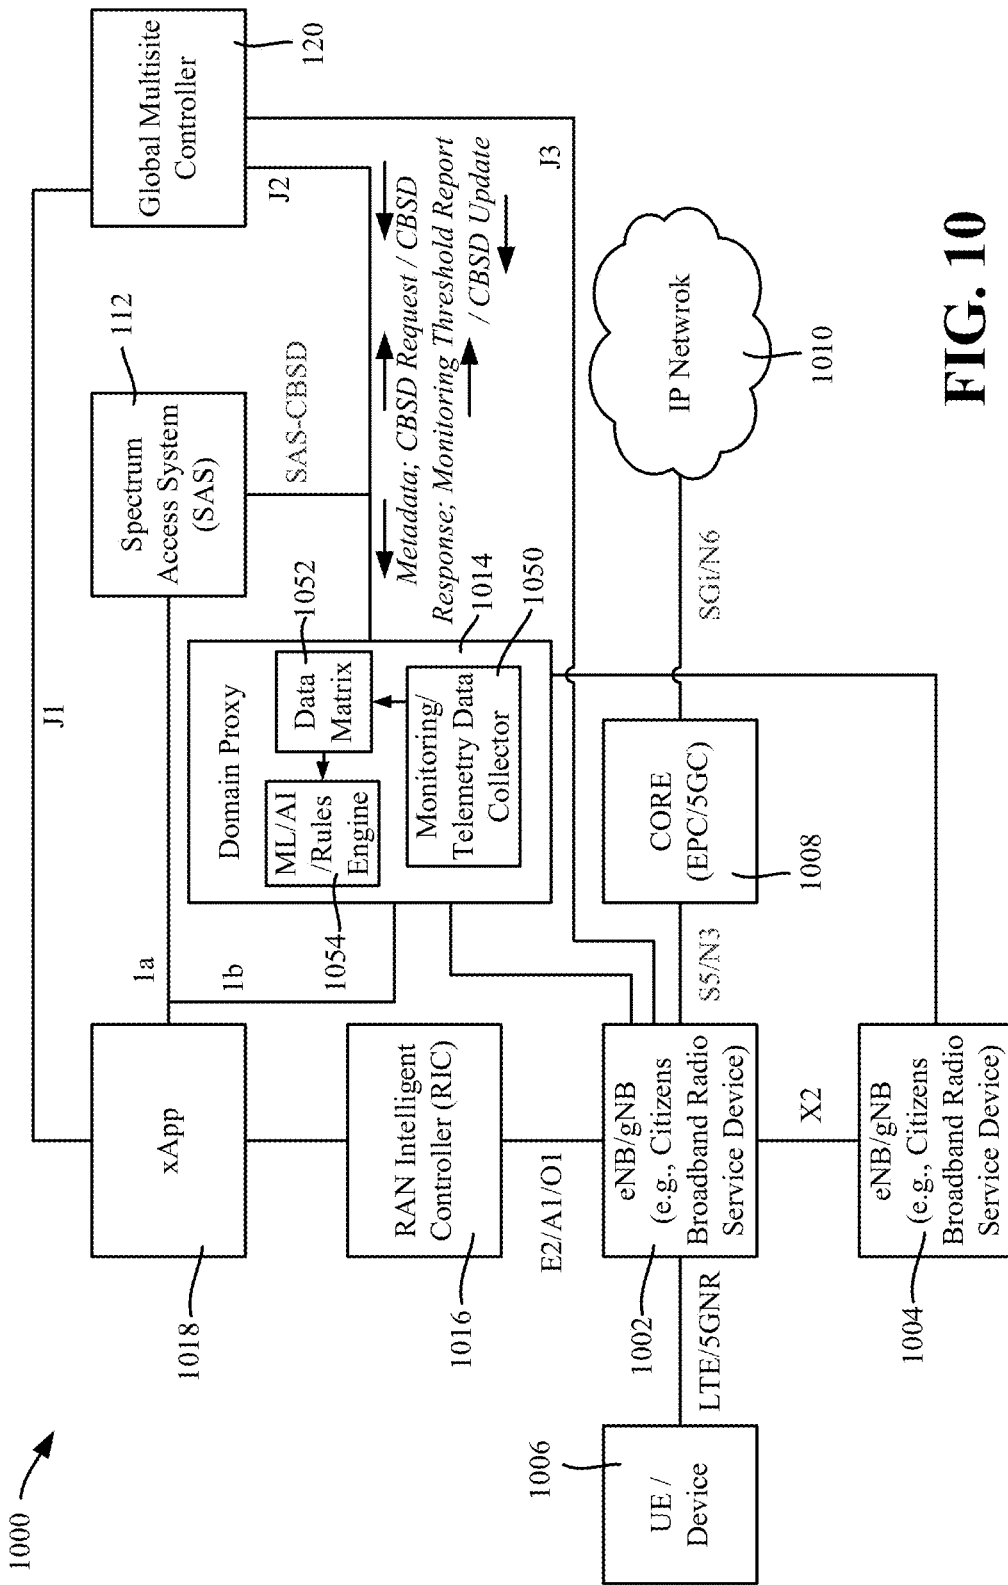 1000
J1
xApp
1018
1a
1b
Spectrum
Access System
(SAS)
112
Global Multisite
Controller
120
J2
J3
SAS-CBSD
RAN Intelligent
Controller (RIC)
1016
Domain Proxy
ML/AI
/Rules
Engine
1054
Data
Matrix
1052
Monitoring/
Telemetry Data
Collector
1014
1050
Metadata; CBSD Request / CBSD
Response; Monitoring Threshold Report
/ CBSD Update
E2/A1/O1
UE /
Device
1006
LTE/5GNR
eNB/gNB
(e.g., Citizens
Broadband Radio
Service Device)
1002
S5/N3
CORE
(EPC/5GC)
1008
SGi/N6
IP Netwrok
1010
X2
eNB/gNB
(e.g., Citizens
Broadband Radio
Service Device)
1004
FIG. 10